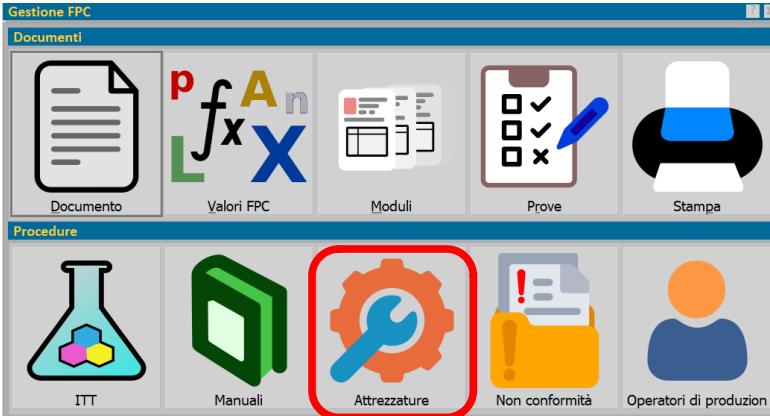 Gestione FPC
Documenti
p
f
x
A
n
L
X
Documento
Valori FPC
Moduli
Prove
Stampa
Procedure
ITT
Manuali
Attrezzature
Non conformità
Operatori di produzion